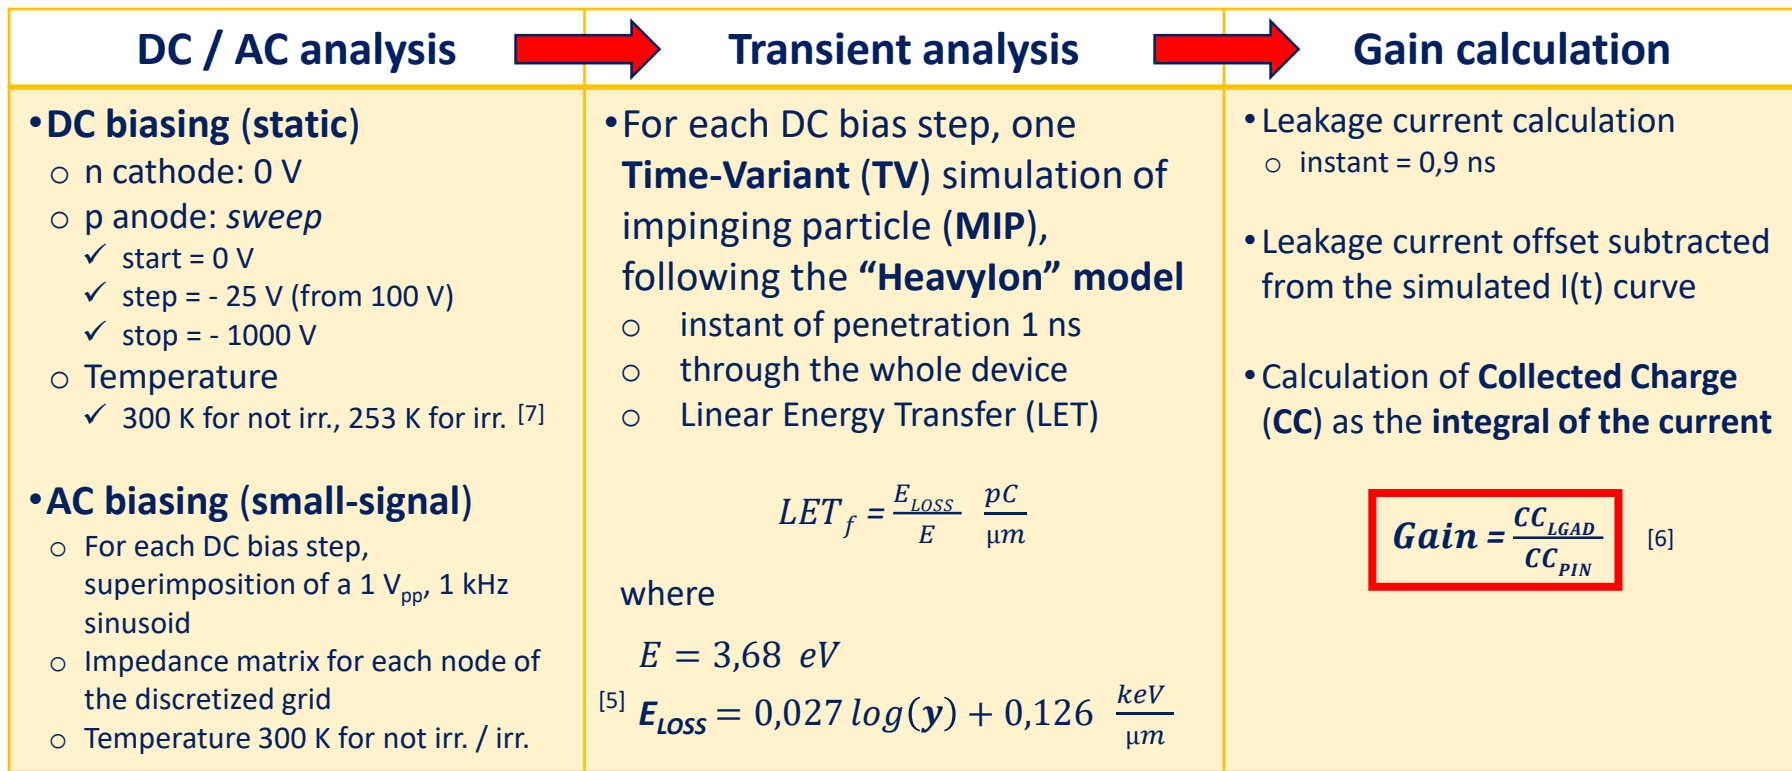 DC / AC analysis
Transient analysis
Gain calculation
•DC biasing (static)
o n cathode: 0 V
o p anode: sweep
✓ start = 0 V
✓ step = - 25 V (from 100 V)
✓ stop = - 1000 V
o Temperature
✓ 300 K for not irr., 253 K for irr. [7]
•AC biasing (small-signal)
o For each DC bias step,
superimposition of a 1 Vpp, 1 kHz
sinusoid
o Impedance matrix for each node of
the discretized grid
o Temperature 300 K for not irr. / irr.
•For each DC bias step, one
Time-Variant (TV) simulation of
impinging particle (MIP),
following the “HeavyIon” model
o instant of penetration 1 ns
o through the whole device
o Linear Energy Transfer (LET)
LET_f = E_LOSS / E pC / µm
where
E = 3,68 eV
[5] E_LOSS = 0,027 log(y) + 0,126 keV / µm
• Leakage current calculation
o instant = 0,9 ns
• Leakage current offset subtracted
from the simulated I(t) curve
• Calculation of Collected Charge
(CC) as the integral of the current
Gain = CC_LGAD / CC_PIN [6]